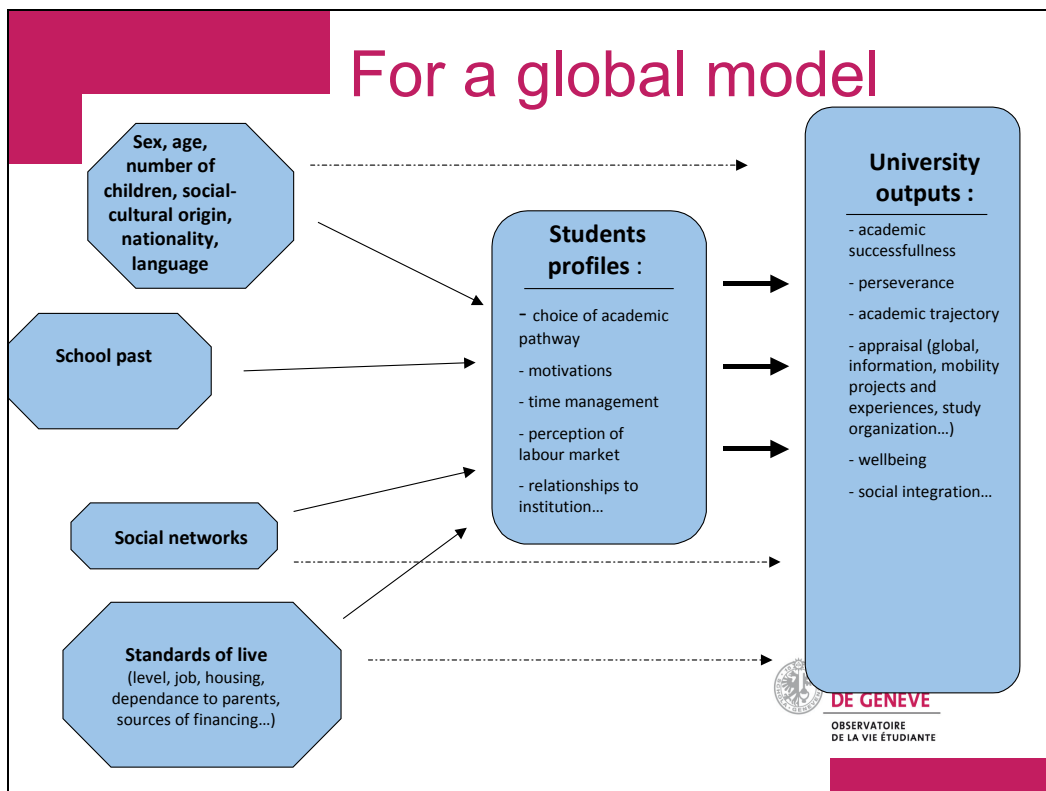 For a global model
Sex, age,
number of
children, social-
cultural origin,
nationality,
language
School past
Social networks
Standards of live
(level, job, housing,
dependance to parents,
sources of financing…)
Students
profiles :
- choice of academic
pathway
- motivations
- time management
- perception of
labour market
- relationships to
institution…
University
outputs :
- academic
successfullness
- perseverance
- academic trajectory
- appraisal (global,
information, mobility
projects and
experiences, study
organization…)
- wellbeing
- social integration…
DE GENÈVE
OBSERVATOIRE
DE LA VIE ÉTUDIANTE